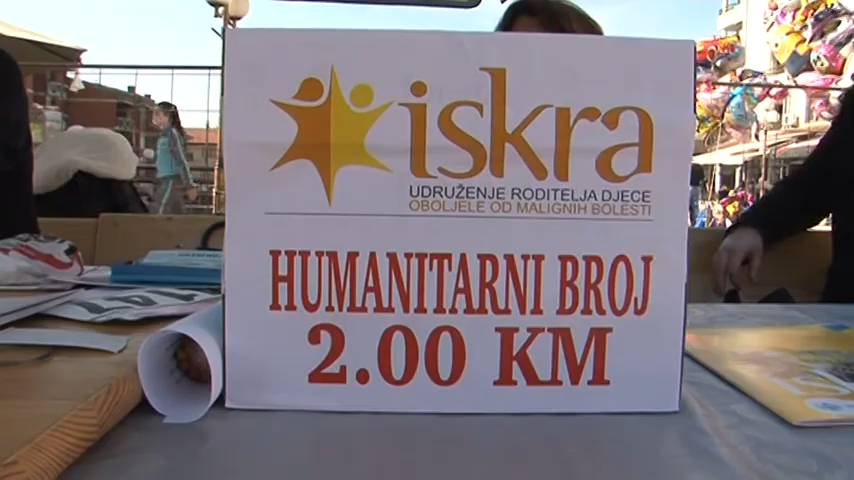 iskra
UDRUŽENJE RODITELJA DJECE
OBOLJELE OD MALIGNIH BOLESTI
HUMANITARNI BROJ
2.00 KM